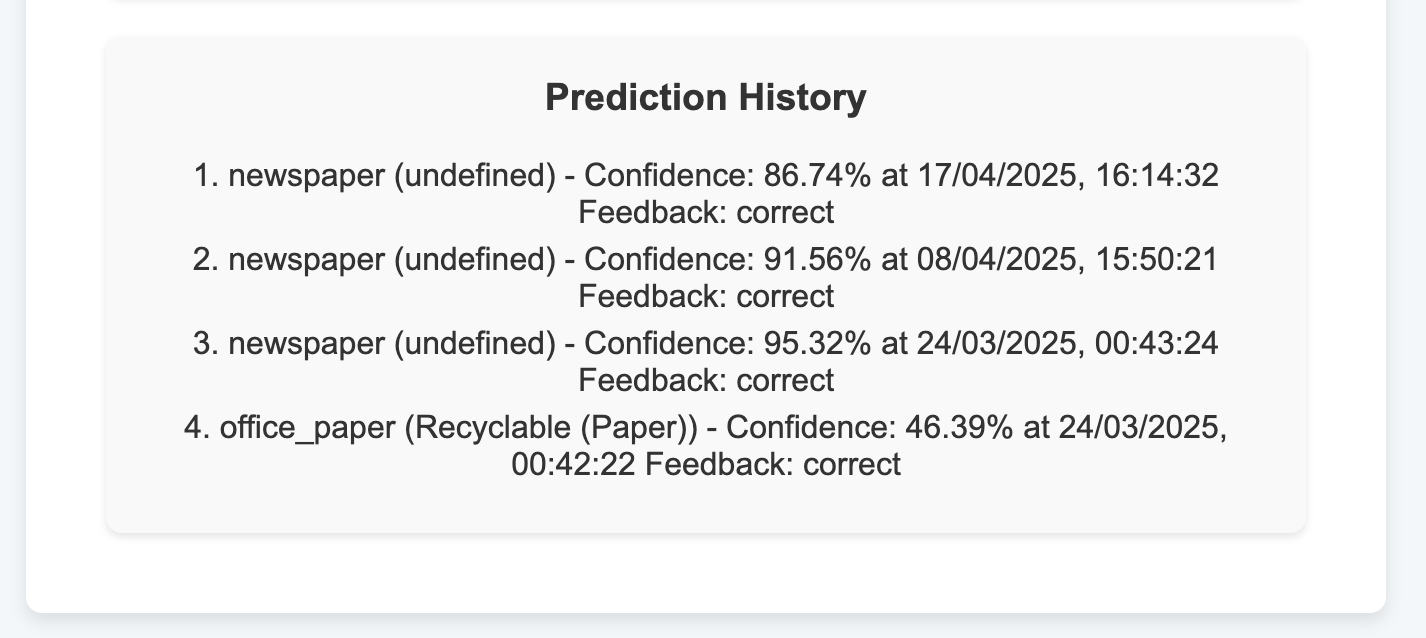 Prediction History
1. newspaper (undefined) - Confidence: 86.74% at 17/04/2025, 16:14:32
Feedback: correct
2. newspaper (undefined) - Confidence: 91.56% at 08/04/2025, 15:50:21
Feedback: correct
3. newspaper (undefined) - Confidence: 95.32% at 24/03/2025, 00:43:24
Feedback: correct
4. office_paper (Recyclable (Paper)) - Confidence: 46.39% at 24/03/2025,
00:42:22 Feedback: correct